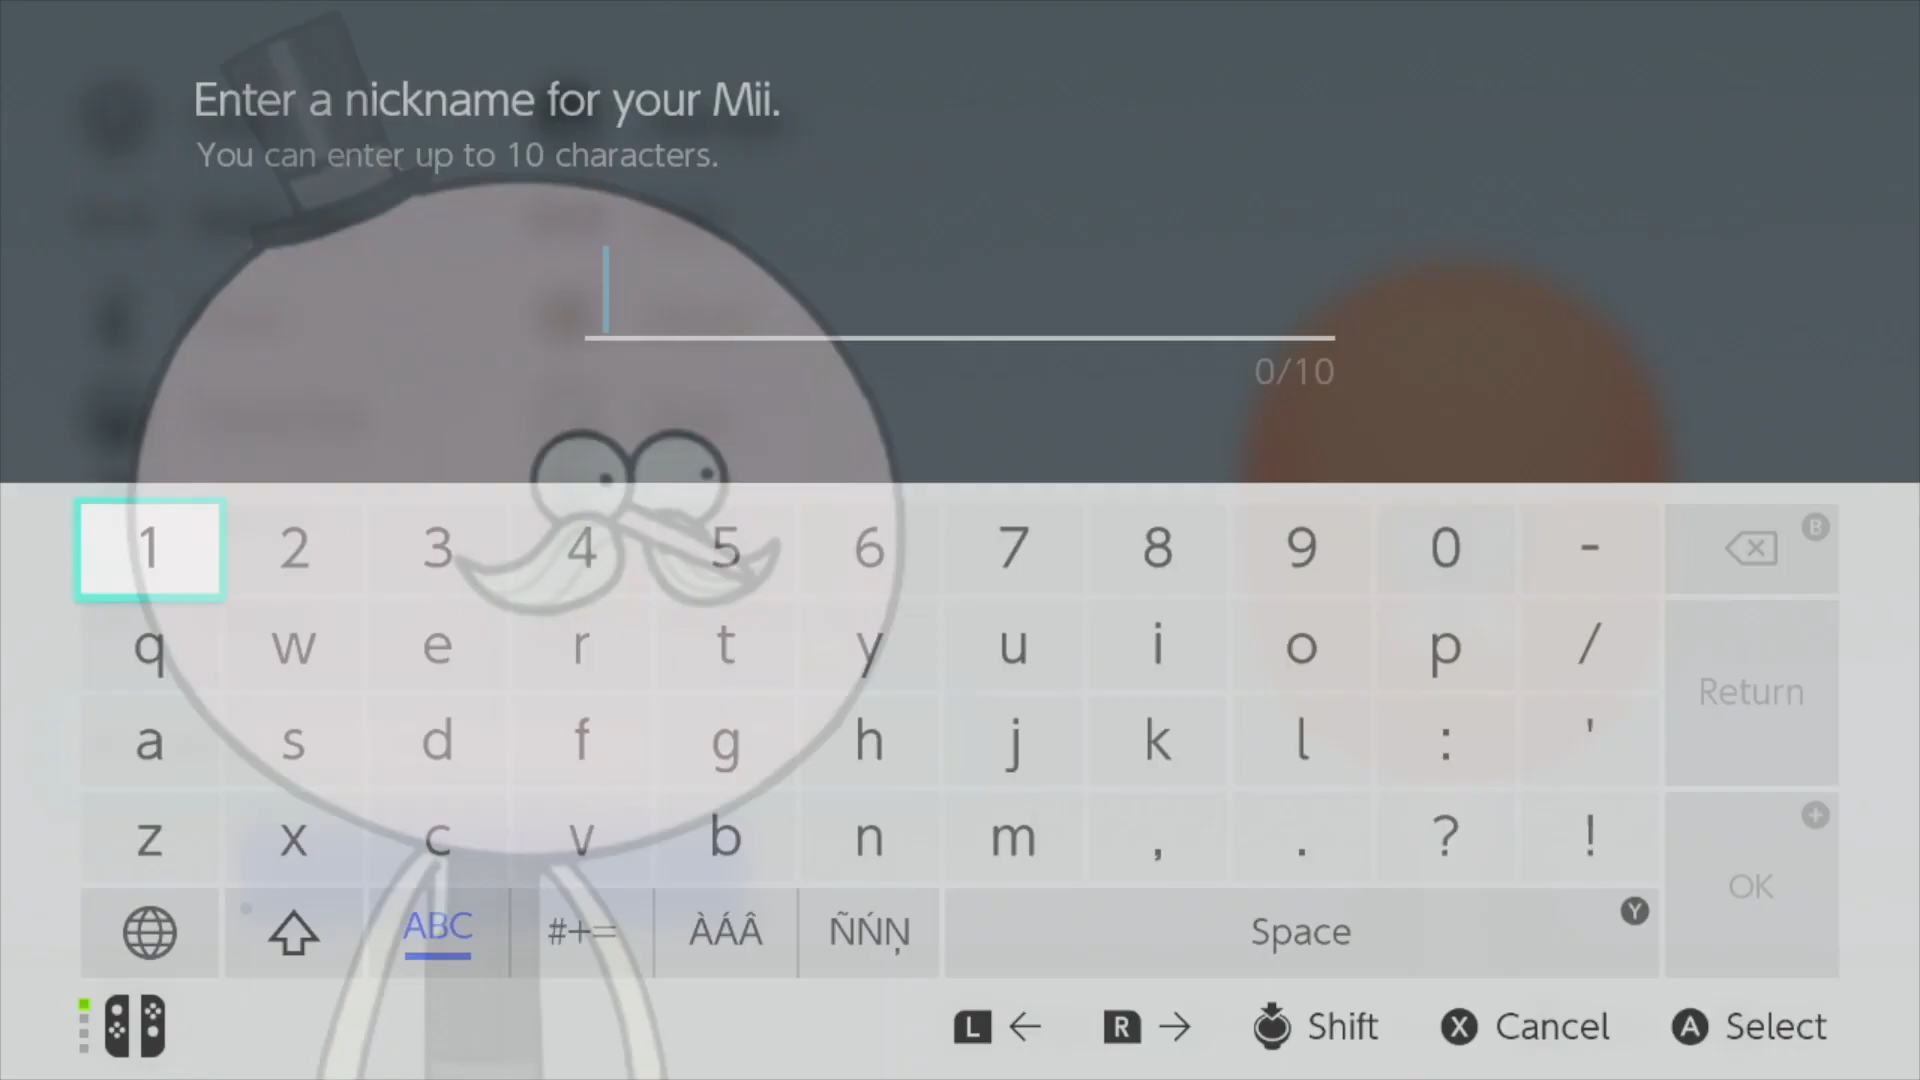 Enter a nickname for your Mii.
You can enter up to 10 characters.
0/10
1 2 3 4 5 6 7 8 9 0 - B
q w e r t y u i o p /
Return
a s d f g h j k l : '
z x c v b n m , . ? ! +
OK
ABC #+= ÀÁÂ ÑŃŅ Space Y
L ← R → Shift X Cancel A Select